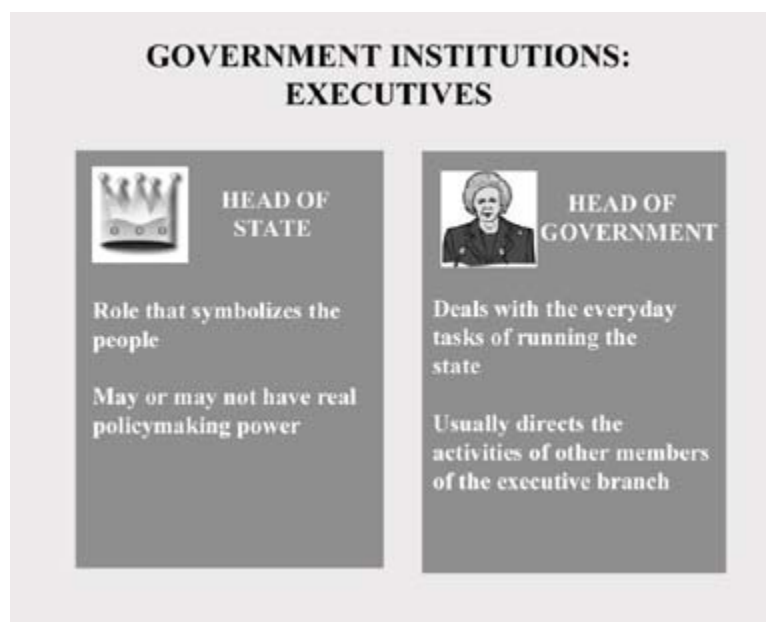 GOVERNMENT INSTITUTIONS:
EXECUTIVES
HEAD OF
STATE
Role that symbolizes the
people
May or may not have real
policymaking power
HEAD OF
GOVERNMENT
Deals with the everyday
tasks of running the
state
Usually directs the
activities of other members
of the executive branch